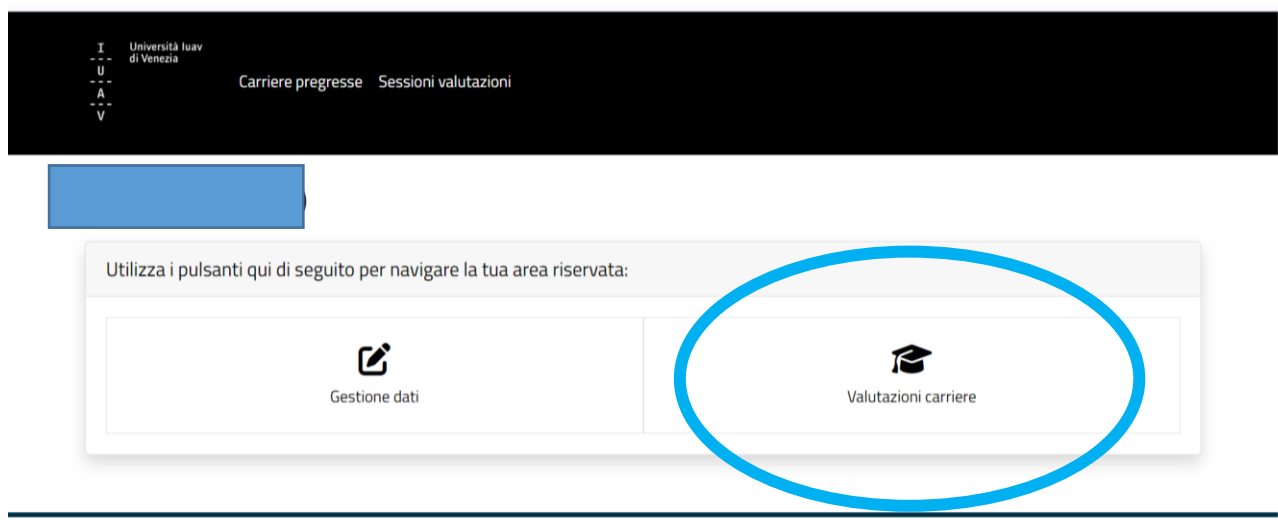 I
U
A
V
Università Iuav
di Venezia
Carriere pregresse Sessioni valutazioni
Utilizza i pulsanti qui di seguito per navigare la tua area riservata:
Gestione dati
Valutazioni carriere